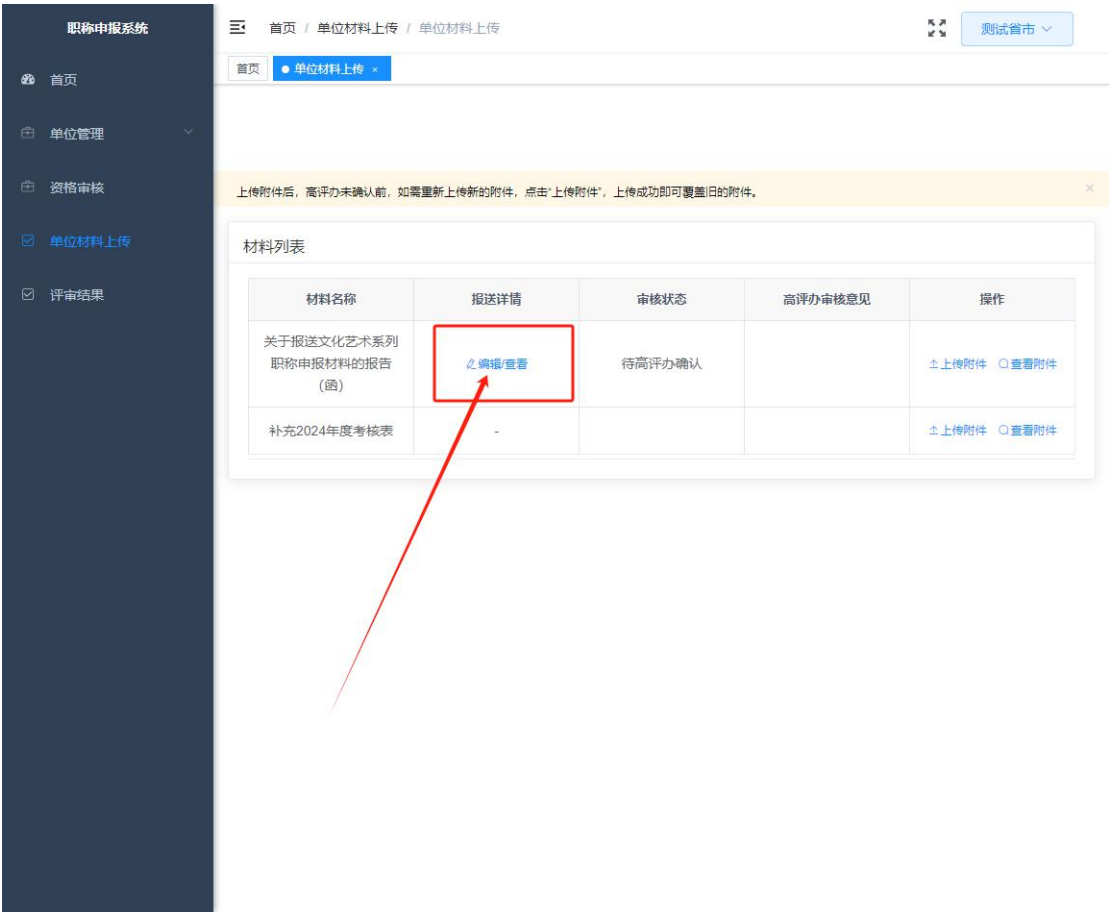 职称申报系统
首页 / 单位材料上传 / 单位材料上传
测试省市
首页
单位管理
资格审核
单位材料上传
评审结果
首页
单位材料上传 ×
上传附件后，高评办未确认前，如需重新上传新的附件，点击“上传附件”，上传成功即可覆盖旧的附件。
材料列表
材料名称 报送详情 审核状态 高评办审核意见 操作
关于报送文化艺术系列
职称申报材料的报告
(函)
编辑/查看
待高评办确认
上传附件 查看附件
补充2024年度考核表
-
上传附件 查看附件